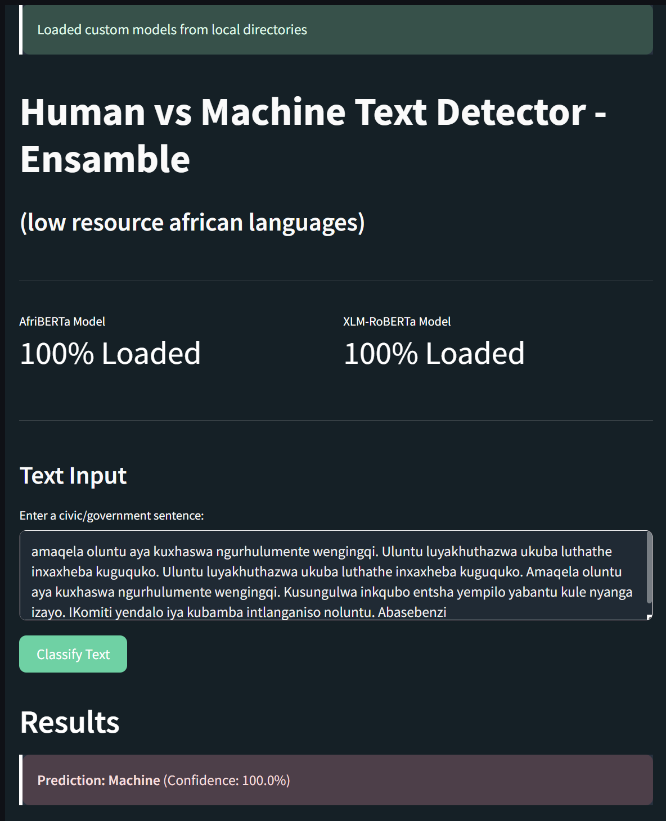 Loaded custom models from local directories
Human vs Machine Text Detector -
Ensamble
(low resource african languages)
AfriBERTa Model
100% Loaded
XLM-RoBERTa Model
100% Loaded
Text Input
Enter a civic/government sentence:
amaqela oluntu aya kuxhaswa ngurhulumente wengingqi. Uluntu luyakhuthazwa ukuba luthathe
inxaxheba kuguquko. Uluntu luyakhuthazwa ukuba luthathe inxaxheba kuguquko. Amaqela oluntu
aya kuxhaswa ngurhulumente wengingqi. Kusungulwa inkqubo entsha yempilo yabantu kule nyanga
izayo. IKomiti yendalo iya kubamba intlanganiso noluntu. Abasebenzi
Classify Text
Results
Prediction: Machine (Confidence: 100.0%)